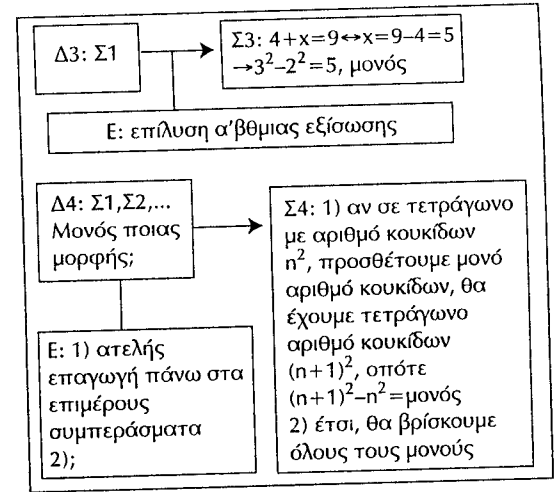 Δ3: Σ1
Σ3: 4+x=9↔x=9–4=5
→3²–2²=5, μονός
Ε: επίλυση α’βθμιας εξίσωσης
Δ4: Σ1,Σ2,...
Μονός ποιας
μορφής;
Σ4: 1) αν σε τετράγωνο
με αριθμό κουκίδων
n², προσθέτουμε μονό
αριθμό κουκίδων, θα
έχουμε τετράγωνο
αριθμό κουκίδων
(n+1)², οπότε
(n+1)²–n²=μονός
2) έτσι, θα βρίσκουμε
όλους τους μονούς
Ε: 1) ατελής
επαγωγή πάνω στα
επιμέρους
συμπεράσματα
2);